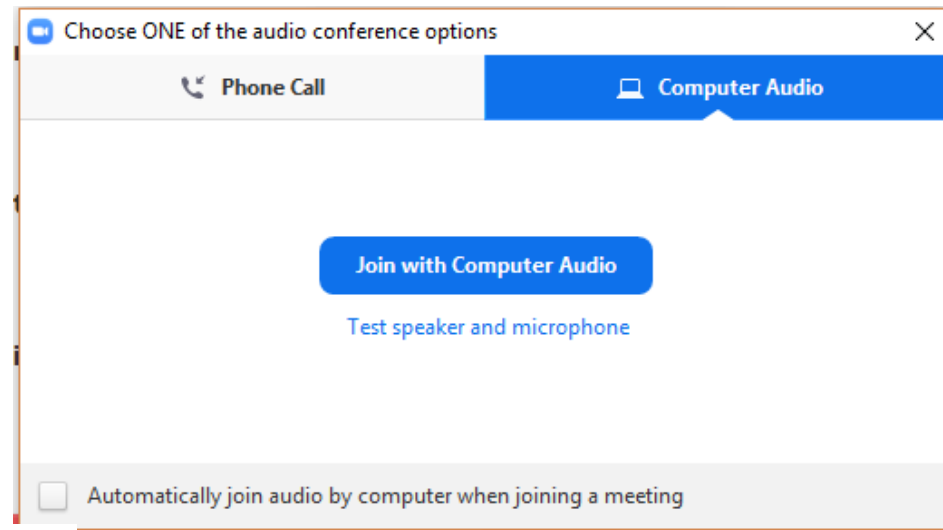 Choose ONE of the audio conference options
Phone Call
Computer Audio
Join with Computer Audio
Test speaker and microphone
Automatically join audio by computer when joining a meeting